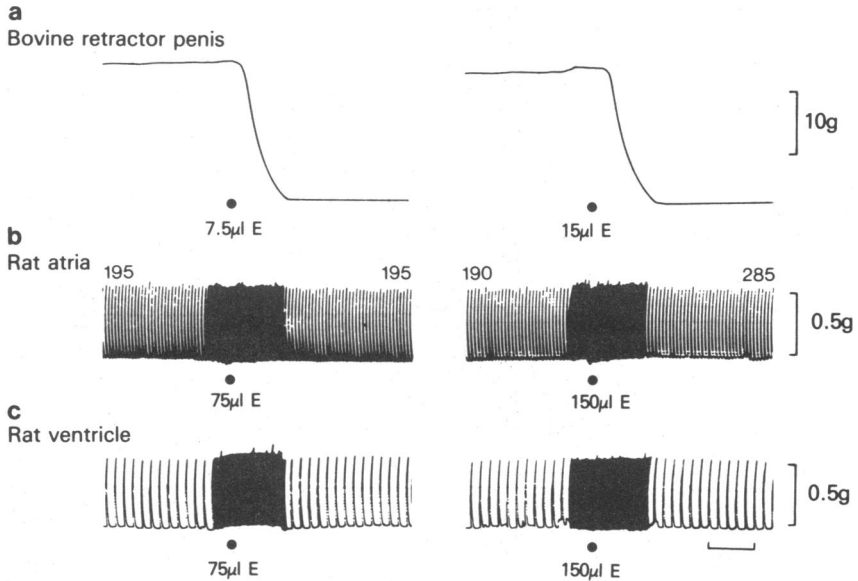 a
Bovine retractor penis
10g
7.5µl E
15µl E
b
Rat atria
195
195
190
285
0.5g
75µl E
150µl E
c
Rat ventricle
0.5g
75µl E
150µl E